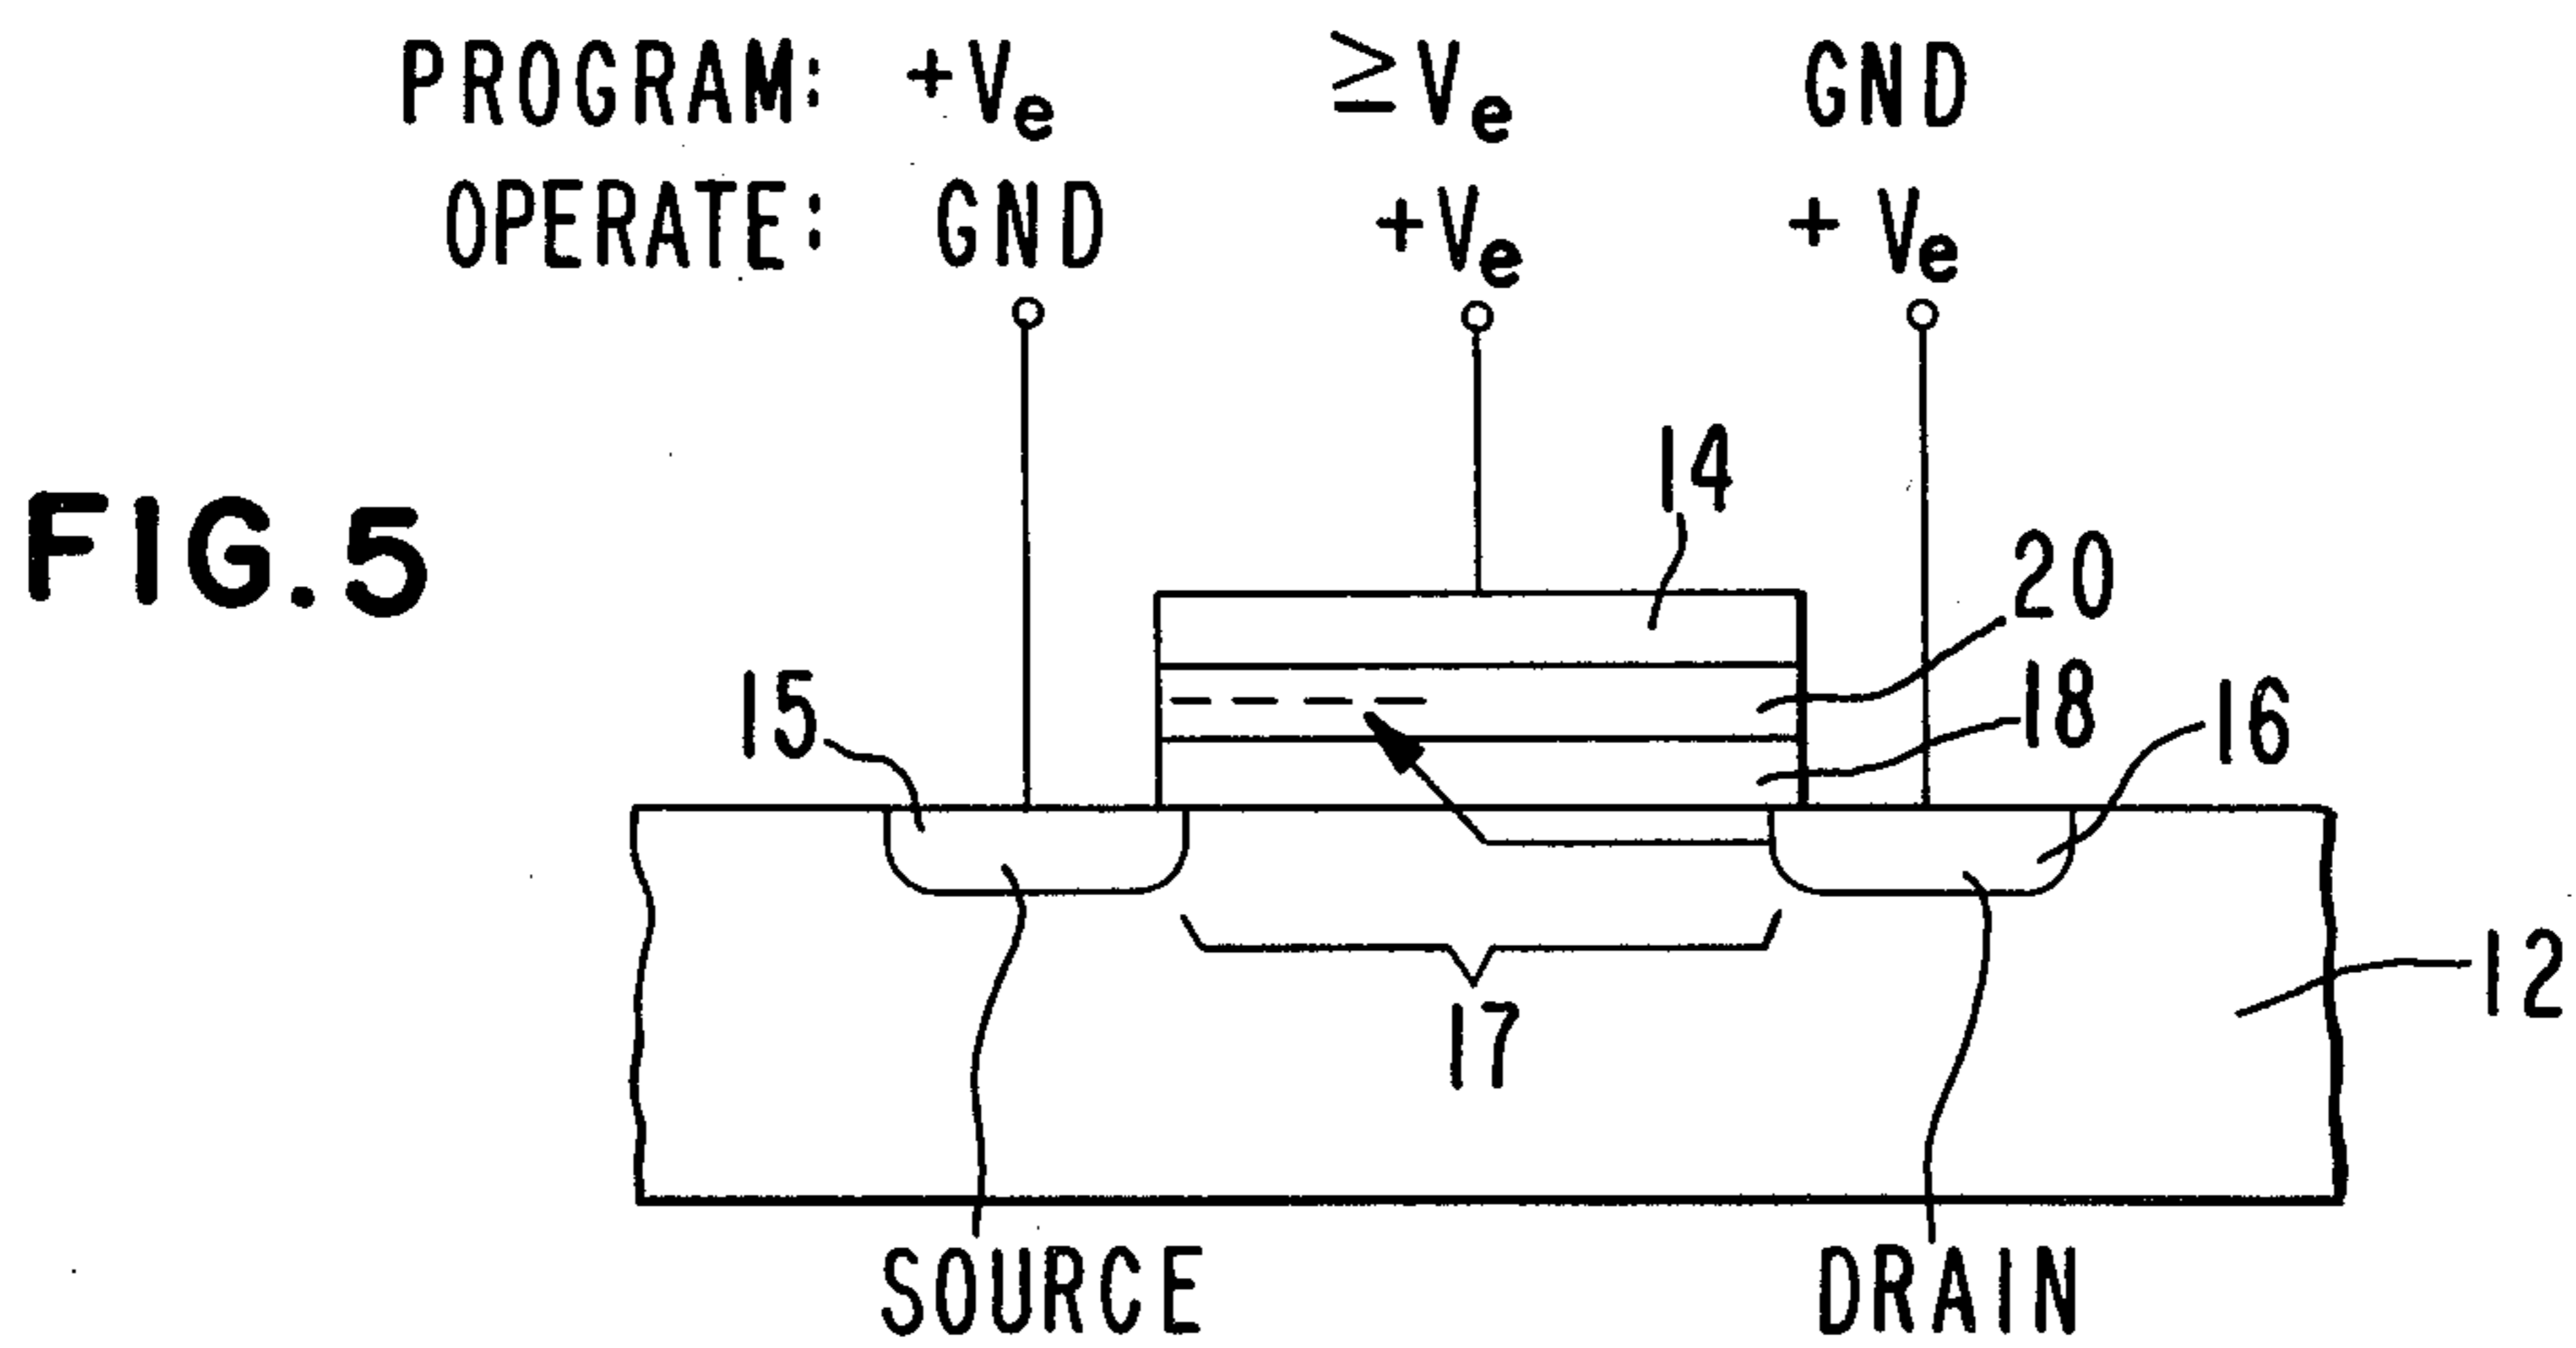 PROGRAM: +Ve ≥Ve GND
OPERATE: GND +Ve + Ve
14
FIG.5
20
15
18
16
12
17
SOURCE DRAIN